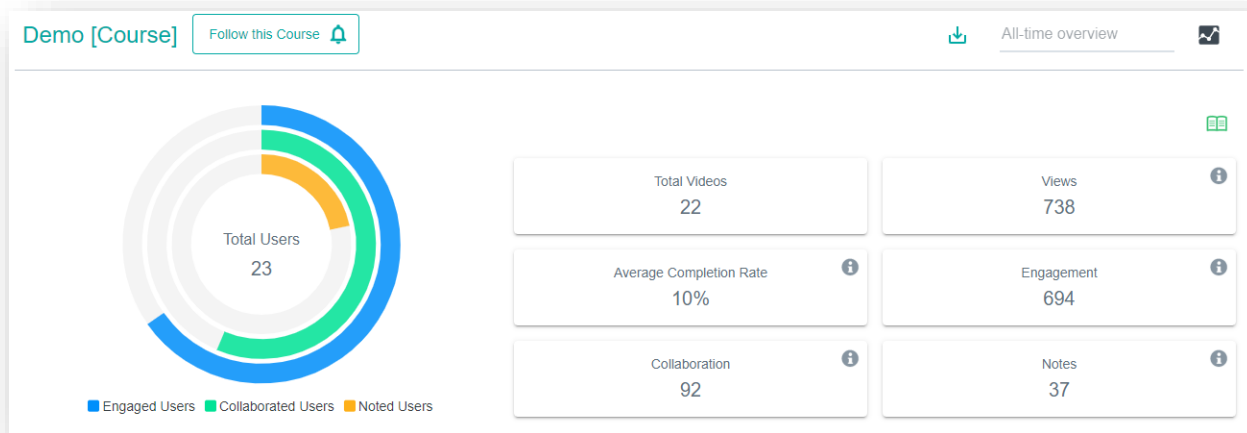 Demo [Course]
Follow this Course
All-time overview
Total Users
23
Engaged Users
Collaborated Users
Noted Users
Total Videos
22
Views
738
Average Completion Rate
10%
Engagement
694
Collaboration
92
Notes
37